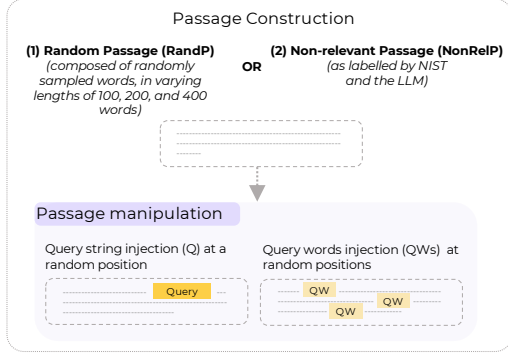 Passage Construction
(1) Random Passage (RandP)
(composed of randomly
sampled words, in varying
lengths of 100, 200, and 400
words)
OR
(2) Non-relevant Passage (NonRelP)
(as labelled by NIST
and the LLM)
Passage manipulation
Query string injection (Q) at a
random position
Query
Query words injection (QWs) at
random positions
QW
QW
QW